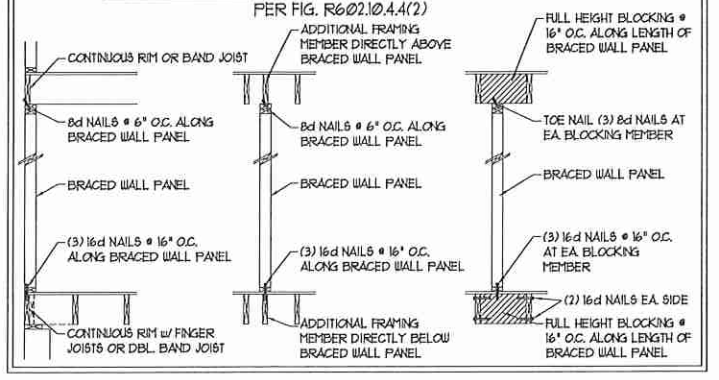 PER FIG. R602.10.4.4(2)
CONTINUOUS RIM OR BAND JOIST
8d NAILS @ 6" O.C. ALONG
BRACED WALL PANEL
BRACED WALL PANEL
(3) 16d NAILS @ 16" O.C.
ALONG BRACED WALL PANEL
CONTINUOUS RIM W/ FINGER
JOISTS OR DBL. BAND JOIST
ADDITIONAL FRAMING
MEMBER DIRECTLY ABOVE
BRACED WALL PANEL
8d NAILS @ 6" O.C. ALONG
BRACED WALL PANEL
BRACED WALL PANEL
(3) 16d NAILS @ 16" O.C.
ALONG BRACED WALL PANEL
ADDITIONAL FRAMING
MEMBER DIRECTLY BELOW
BRACED WALL PANEL
FULL HEIGHT BLOCKING @
16" O.C. ALONG LENGTH OF
BRACED WALL PANEL
TOE NAIL (3) 8d NAILS AT
EA. BLOCKING MEMBER
BRACED WALL PANEL
(3) 16d NAILS @ 16" O.C.
AT EA. BLOCKING
MEMBER
(2) 16d NAILS EA. SIDE
FULL HEIGHT BLOCKING @
16" O.C. ALONG LENGTH OF
BRACED WALL PANEL